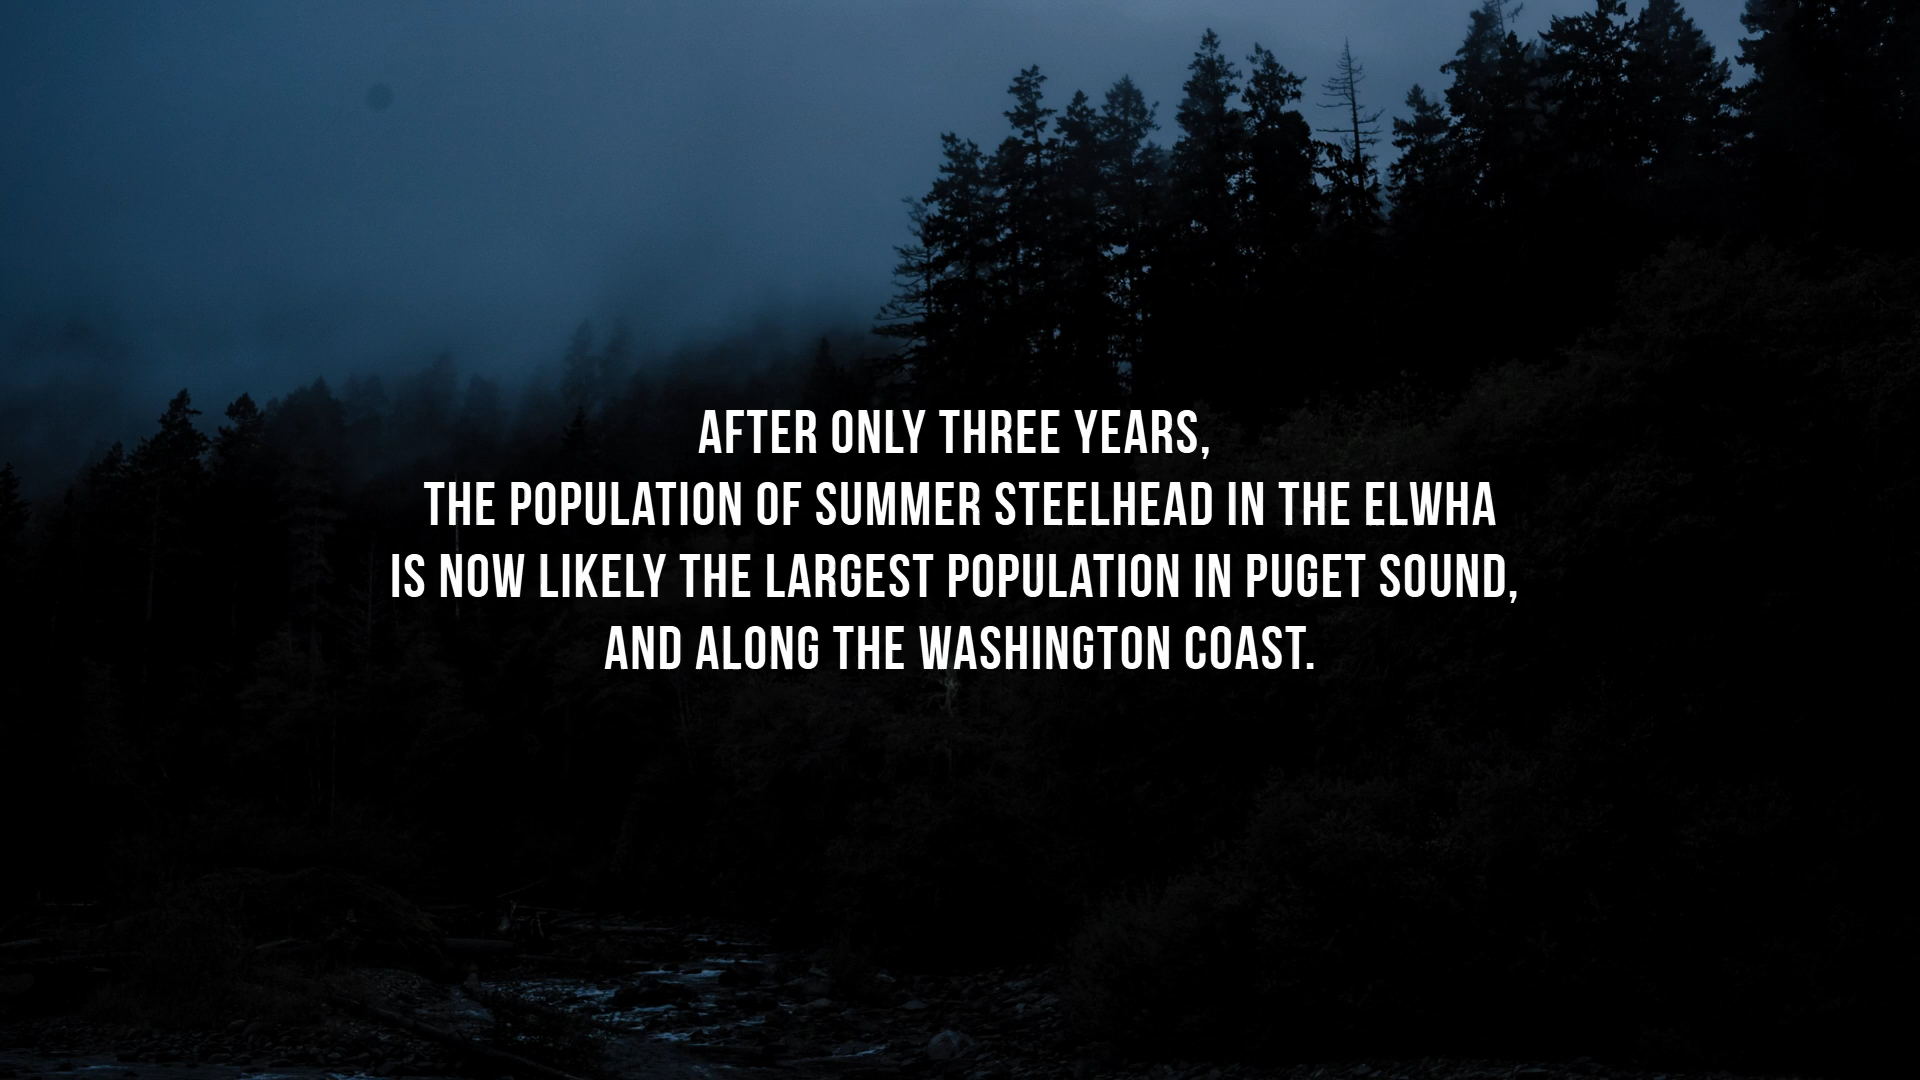 AFTER ONLY THREE YEARS,
THE POPULATION OF SUMMER STEELHEAD IN THE ELWHA
IS NOW LIKELY THE LARGEST POPULATION IN PUGET SOUND,
AND ALONG THE WASHINGTON COAST.